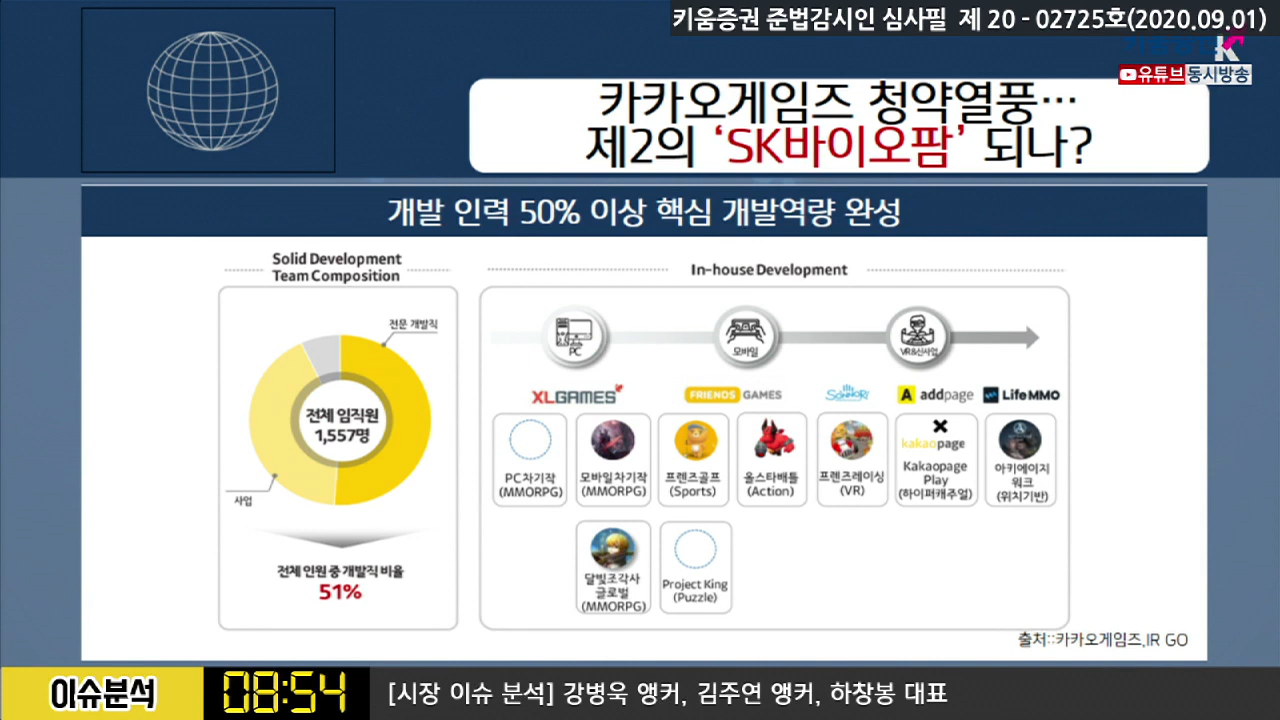 키움증권 준법감시인 심사필 제 20 - 02725호(2020.09.01)
K
유튜브 동시방송
카카오게임즈 청약열풍…
제2의 ‘SK바이오팜’ 되나?
개발 인력 50% 이상 핵심 개발역량 완성
Solid Development
Team Composition
전문 개발직
전체 임직원
1,557명
사업
전체 인원 중 개발직 비율
51%
In-house Development
PC
모바일
VR&신사업
XLGAMES
FRIENDS GAMES
SONNORI
A addpage
Life MMO
PC차기작
(MMORPG)
모바일차기작
(MMORPG)
프렌즈골프
(Sports)
올스타배틀
(Action)
프렌즈레이싱
(VR)
kakaopage
Kakaopage
Play
(하이퍼캐주얼)
아키에이지
워크
(위치기반)
달빛조각사
글로벌
(MMORPG)
Project King
(Puzzle)
출처::카카오게임즈,IR GO
이슈분석
08:54
[시장 이슈 분석] 강병욱 앵커, 김주연 앵커, 하창봉 대표